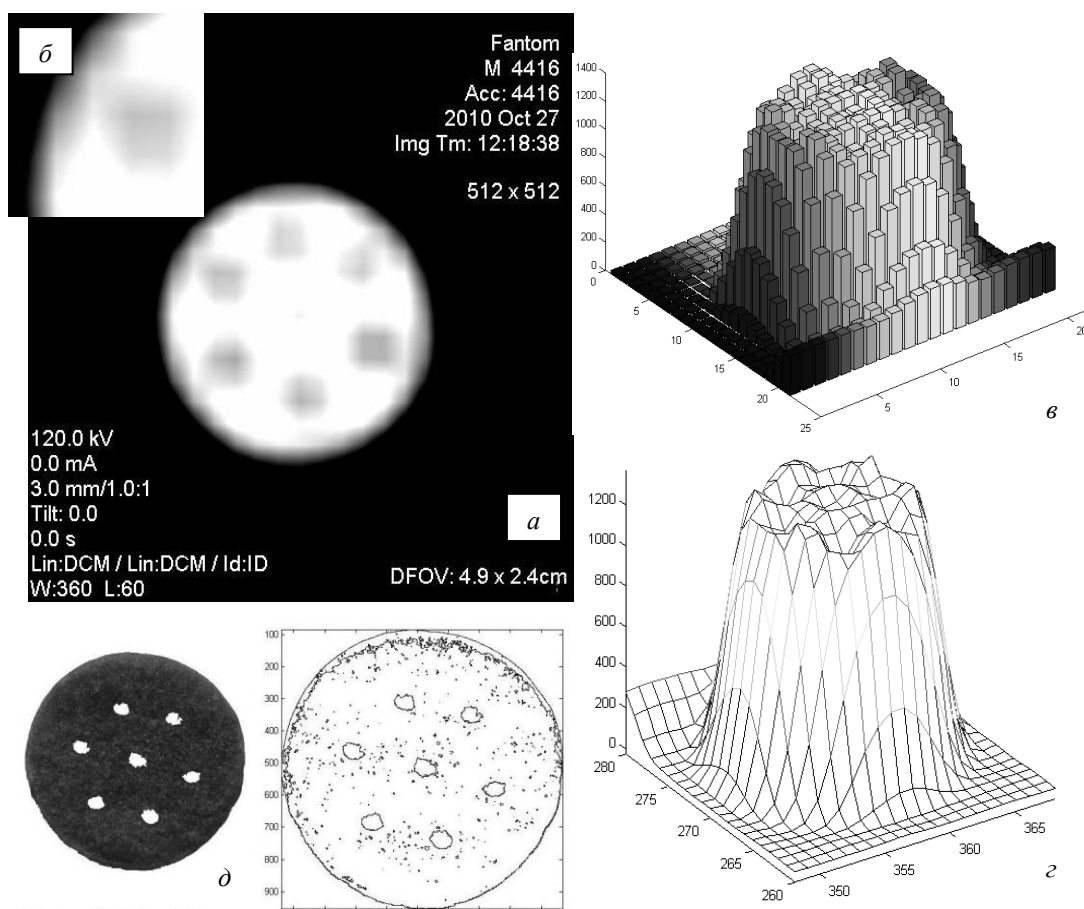 б
Fantom
M 4416
Acc: 4416
2010 Oct 27
Img Tm: 12:18:38
512 x 512
120.0 kV
0.0 mA
3.0 mm/1.0:1
Tilt: 0.0
0.0 s
Lin:DCM / Lin:DCM / Id:ID
W:360 L:60
а
DFOV: 4.9 x 2.4cm
1400
1200
1000
800
600
400
200
0
5
10
15
20
25
5
10
15
20
в
1200
1000
800
600
400
200
0
280
275
270
265
260
350
355
360
365
г
д
100
200
300
400
500
600
700
800
900